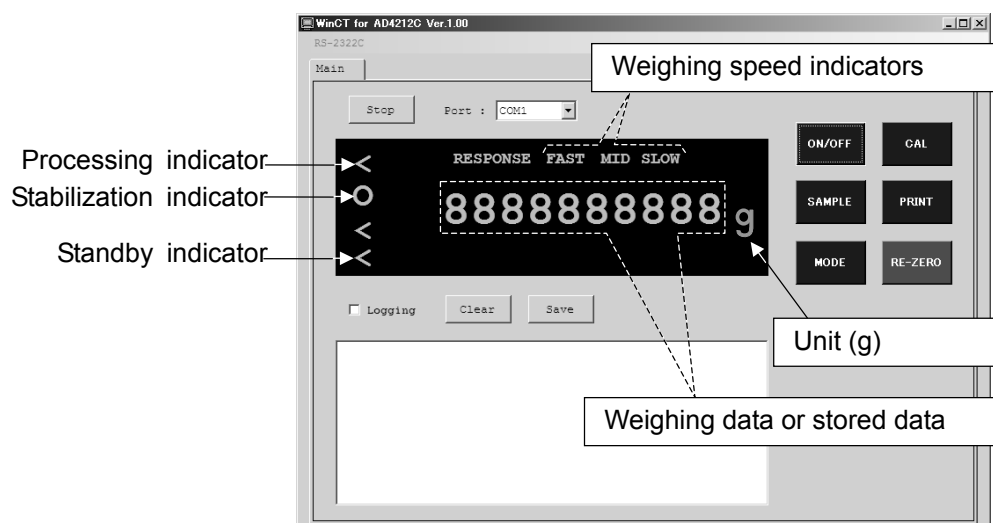 WinCT for AD4212C Ver.1.00
RS-2322C
Main
Weighing speed indicators
Stop Port : COM1
ON/OFF CAL
Processing indicator
RESPONSE FAST MID SLOW
Stabilization indicator
8888888888 g
SAMPLE PRINT
Standby indicator
MODE RE-ZERO
Logging Clear Save
Unit (g)
Weighing data or stored data